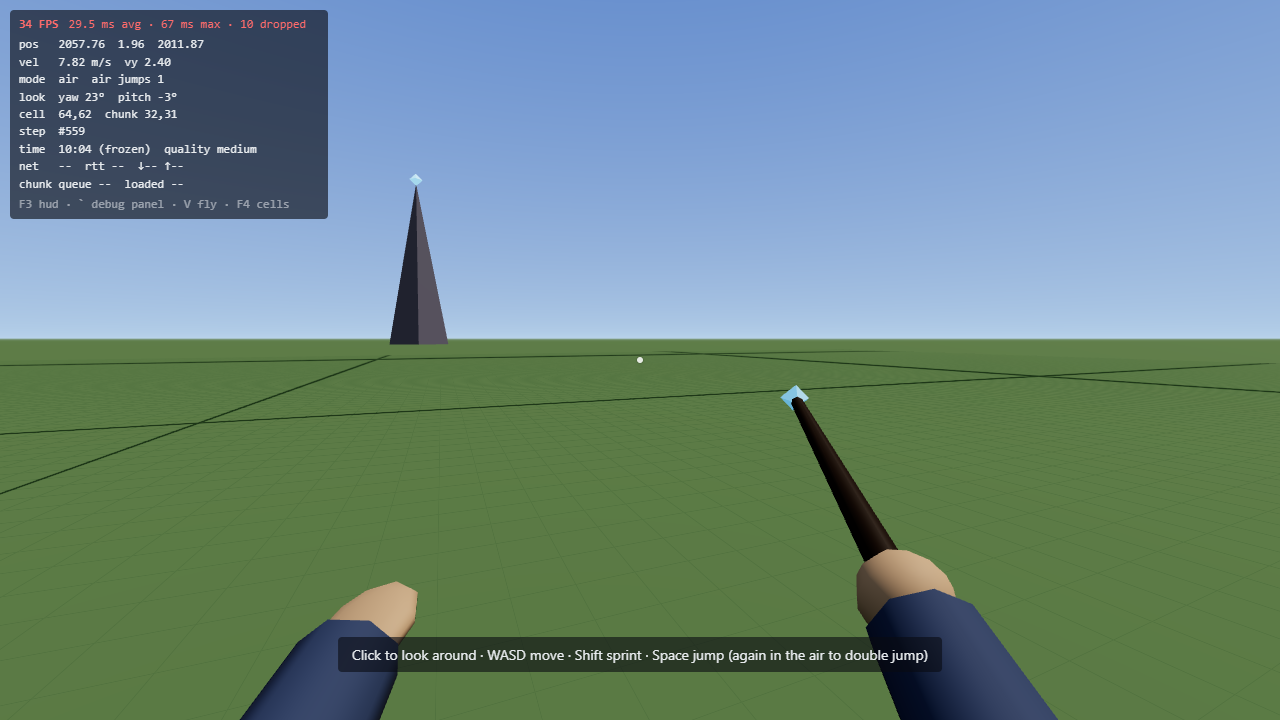 34 FPS 29.5 ms avg · 67 ms max · 10 dropped
pos 2057.76 1.96 2011.87
vel 7.82 m/s vy 2.40
mode air air jumps 1
look yaw 23° pitch -3°
cell 64,62 chunk 32,31
step #559
time 10:04 (frozen) quality medium
net -- rtt -- ↓-- ↑--
chunk queue -- loaded --
F3 hud · ` debug panel · V fly · F4 cells
Click to look around · WASD move · Shift sprint · Space jump (again in the air to double jump)